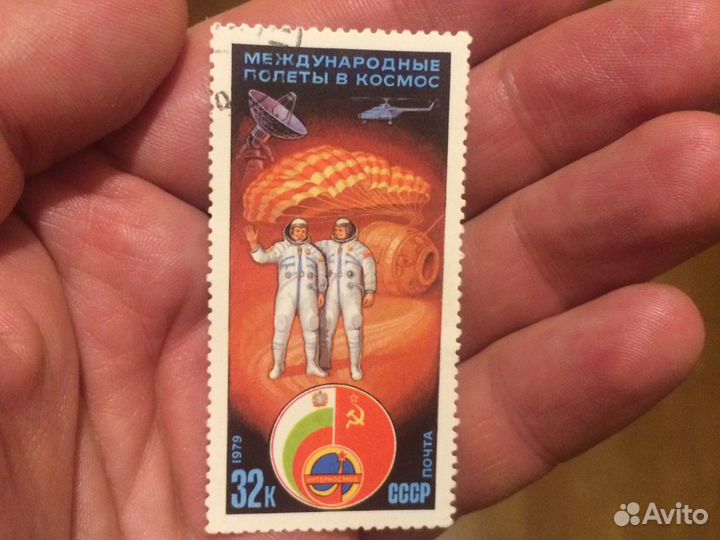 МЕЖДУНАРОДНЫЕ
ПОЛЕТЫ В КОСМОС
ИНТЕРКОСМОС
1979
ПОЧТА
32к
СССР
Avito